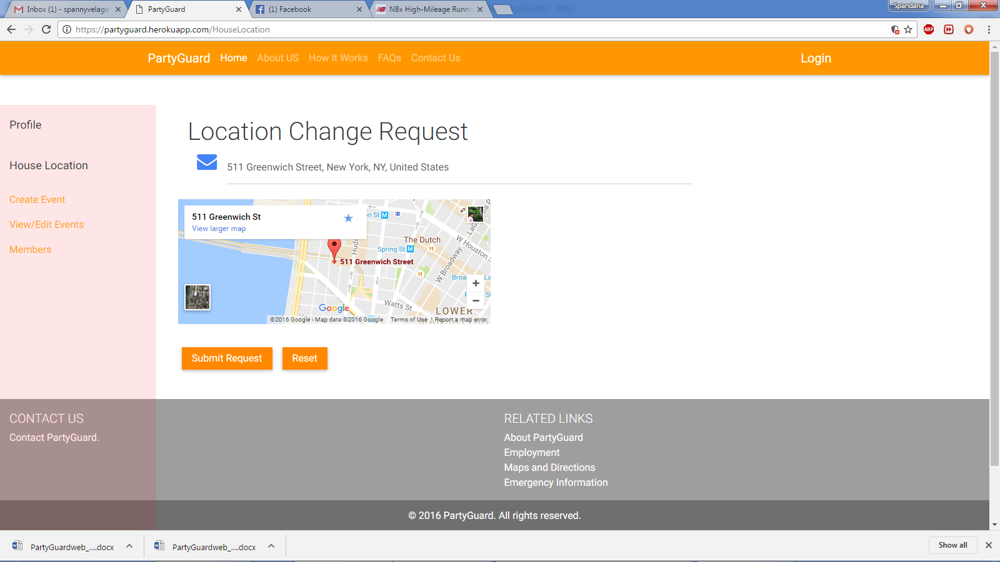 Inbox (1) - spannyvelaga
PartyGuard
(1) Facebook
NBx High-Mileage Runni
Spandana
https://partyguard.herokuapp.com/HouseLocation
ABP
PartyGuard Home About US How It Works FAQs Contact Us Login
Profile
House Location
Create Event
View/Edit Events
Members
Location Change Request
511 Greenwich Street, New York, NY, United States
511 Greenwich St
View larger map
n St M
The Dutch
Spring St M
Huds
511 Greenwich Street
W Houston S
LaG
W Broadway
Broa
La
P
S
Watts St
LOWER
Google
©2016 Google - Map data ©2016 Google Terms of Use Report a map error
Submit Request Reset
CONTACT US
Contact PartyGuard.
RELATED LINKS
About PartyGuard
Employment
Maps and Directions
Emergency Information
© 2016 PartyGuard. All rights reserved.
PartyGuardweb_....docx
PartyGuardweb_....docx
Show all